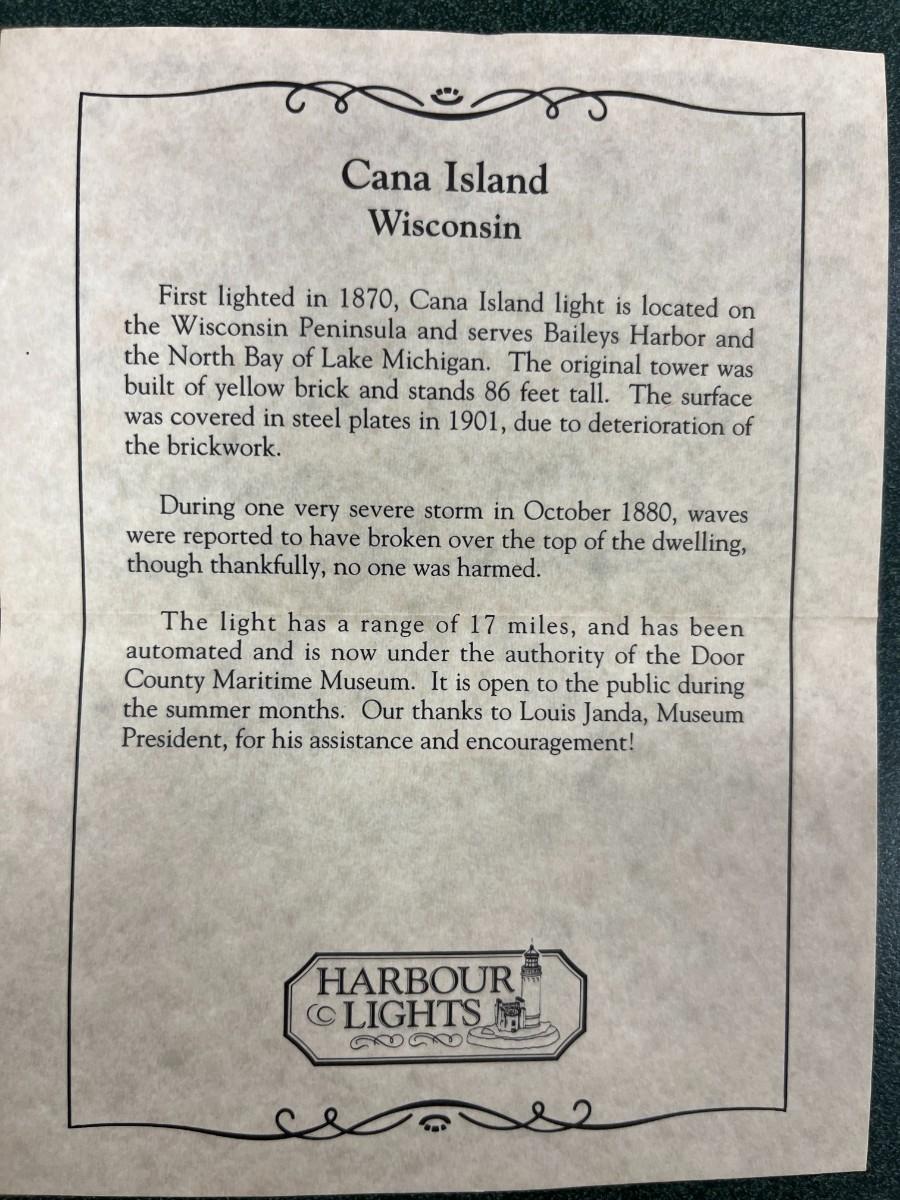 Cana Island
Wisconsin
First lighted in 1870, Cana Island light is located on
the Wisconsin Peninsula and serves Baileys Harbor and
the North Bay of Lake Michigan. The original tower was
built of yellow brick and stands 86 feet tall. The surface
was covered in steel plates in 1901, due to deterioration of
the brickwork.
During one very severe storm in October 1880, waves
were reported to have broken over the top of the dwelling,
though thankfully, no one was harmed.
The light has a range of 17 miles, and has been
automated and is now under the authority of the Door
County Maritime Museum. It is open to the public during
the summer months. Our thanks to Louis Janda, Museum
President, for his assistance and encouragement!
HARBOUR
LIGHTS